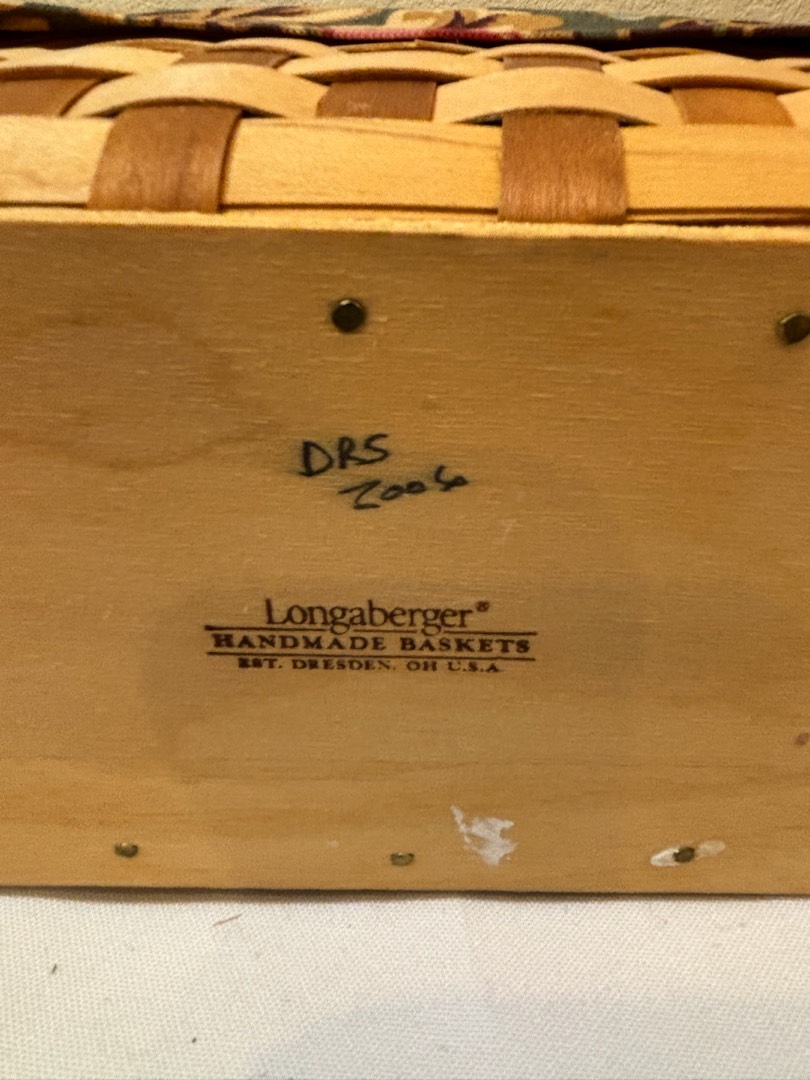 DRS
2006
Longaberger®
HANDMADE BASKETS
EST. DRESDEN, OH U.S.A.